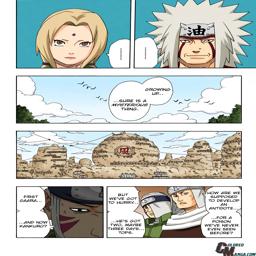 ...
油
...
GROWING
UP...
...SURE IS A
MYSTERIOUS
THING.
HOW ARE WE
SUPPOSED TO
DEVELOP AN
ANTIDOTE...
FOR A
POISON
WE'VE NEVER
EVEN SEEN
BEFORE?
BUT WE'VE
GOT TO
HURRY.
HE'S GOT
TWO, MAYBE
THREE DAYS...
TOPS.
FIRST
GAARA...
...AND
NOW
KANKURO?
COLORED
MANGA.COM